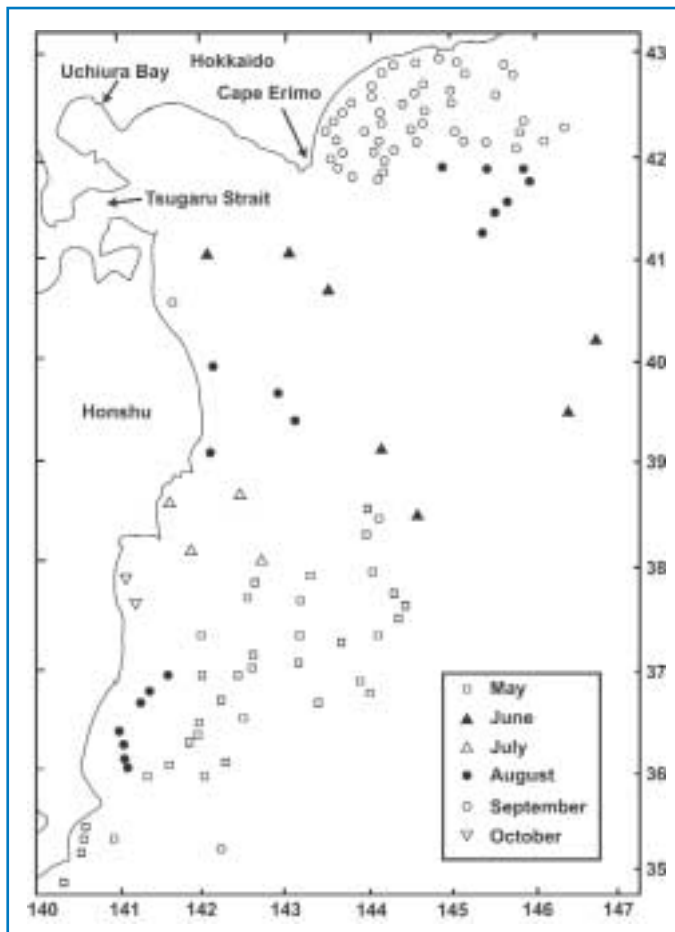 Hokkaido
Uchiura Bay
Cape Erimo
Tsugaru Strait
Honshu
43
42
41
40
39
38
37
36
35
May
June
July
August
September
October
140
141
142
143
144
145
146
147